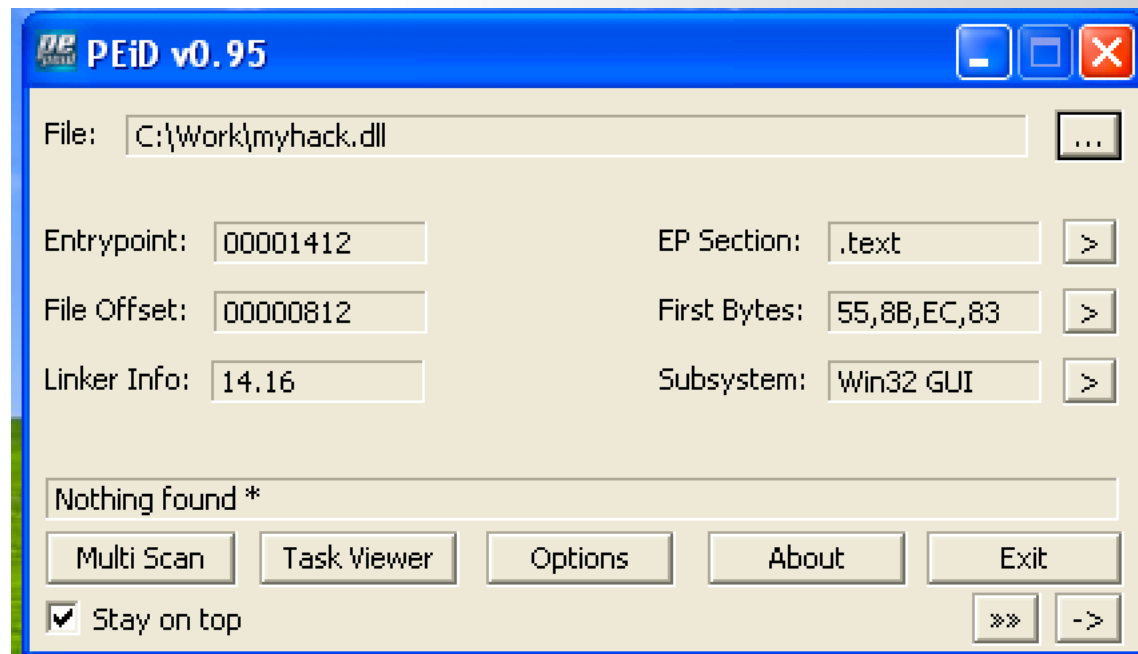 PEiD v0.95
File: C:\Work\myhack.dll ...
Entrypoint: 00001412 EP Section: .text >
File Offset: 00000812 First Bytes: 55,8B,EC,83 >
Linker Info: 14.16 Subsystem: Win32 GUI >
Nothing found *
Multi Scan Task Viewer Options About Exit
Stay on top »» ->